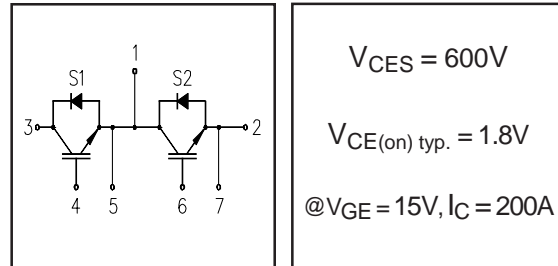 1
S1 S2
3 2
4 5 6 7
VCES = 600V
VCE(on) typ. = 1.8V
@VGE = 15V, IC = 200A